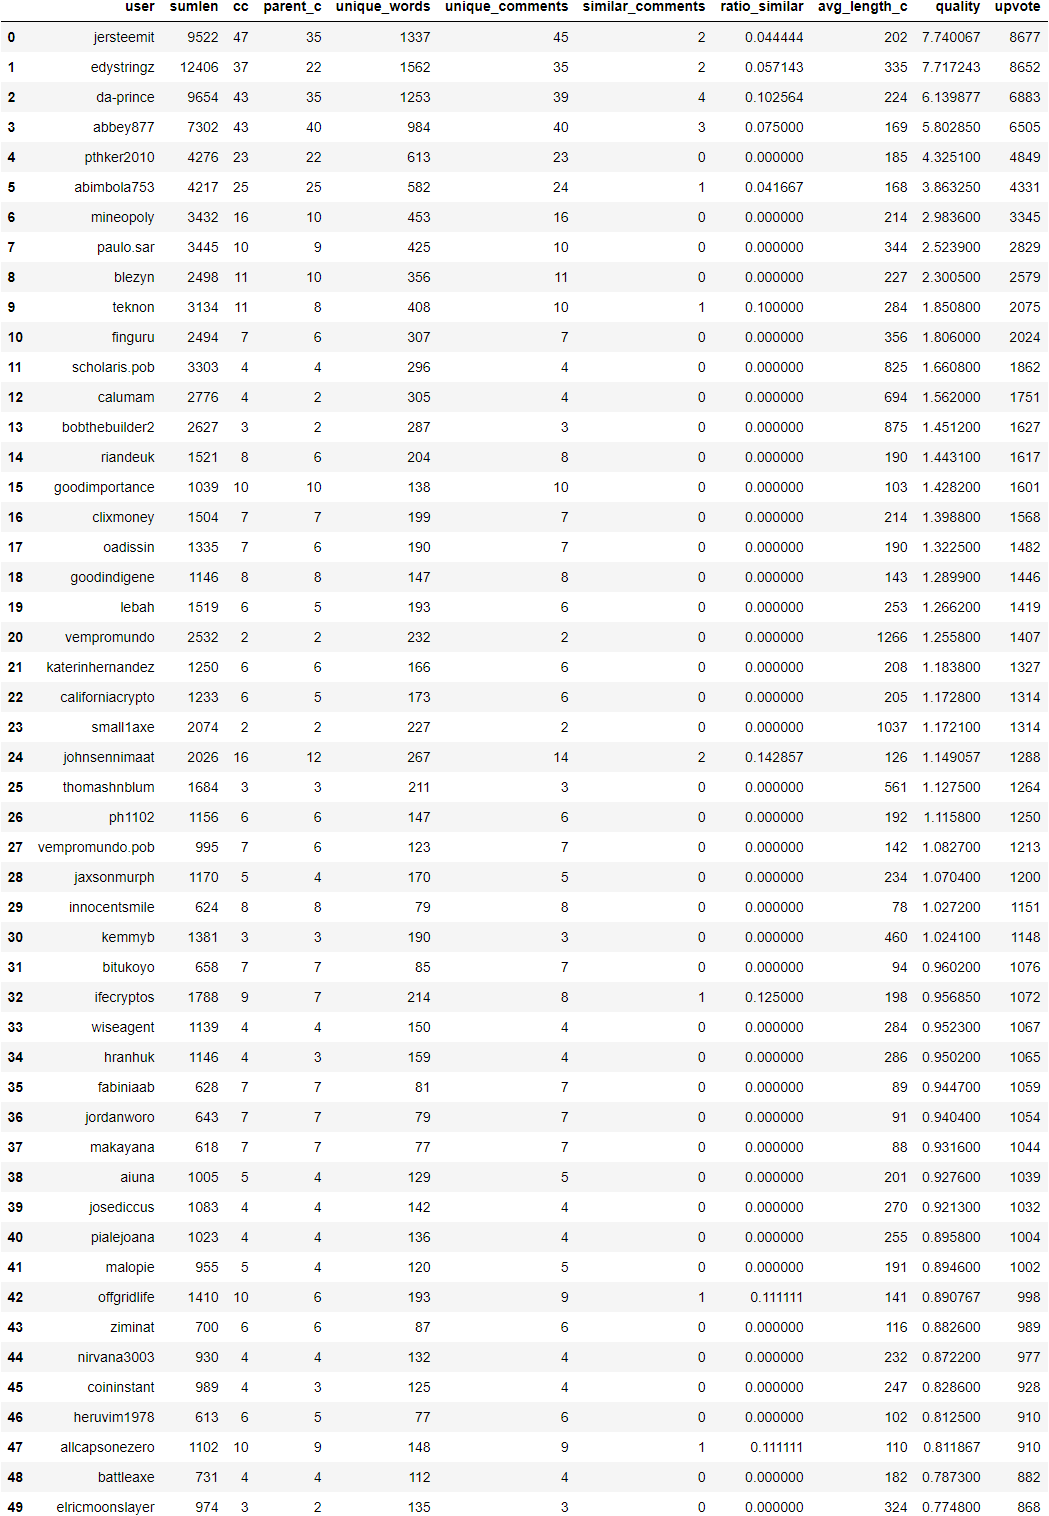 user sumlen cc parent_c unique_words unique_comments similar_comments ratio_similar avg_length_c quality upvote
0 jersteemit 9522 47 35 1337 45 2 0.044444 202 7.740067 8677
1 edystringz 12406 37 22 1562 35 2 0.057143 335 7.717243 8652
2 da-prince 9654 43 35 1253 39 4 0.102564 224 6.139877 6883
3 abbey877 7302 43 40 984 40 3 0.075000 169 5.802850 6505
4 pthker2010 4276 23 22 613 23 0 0.000000 185 4.325100 4849
5 abimbola753 4217 25 25 582 24 1 0.041667 168 3.863250 4331
6 mineopoly 3432 16 10 453 16 0 0.000000 214 2.983600 3345
7 paulo.sar 3445 10 9 425 10 0 0.000000 344 2.523900 2829
8 blezyn 2498 11 10 356 11 0 0.000000 227 2.300500 2579
9 teknon 3134 11 8 408 10 1 0.100000 284 1.850800 2075
10 finguru 2494 7 6 307 7 0 0.000000 356 1.806000 2024
11 scholaris.pob 3303 4 4 296 4 0 0.000000 825 1.660800 1862
12 calumam 2776 4 2 305 4 0 0.000000 694 1.562000 1751
13 bobthebuilder2 2627 3 2 287 3 0 0.000000 875 1.451200 1627
14 riandeuk 1521 8 6 204 8 0 0.000000 190 1.443100 1617
15 goodimportance 1039 10 10 138 10 0 0.000000 103 1.428200 1601
16 clixmoney 1504 7 7 199 7 0 0.000000 214 1.398800 1568
17 oadissin 1335 7 6 190 7 0 0.000000 190 1.322500 1482
18 goodindigene 1146 8 8 147 8 0 0.000000 143 1.289900 1446
19 lebah 1519 6 5 193 6 0 0.000000 253 1.266200 1419
20 vempromundo 2532 2 2 232 2 0 0.000000 1266 1.255800 1407
21 katerinhernandez 1250 6 6 166 6 0 0.000000 208 1.183800 1327
22 californiacrypto 1233 6 5 173 6 0 0.000000 205 1.172800 1314
23 small1axe 2074 2 2 227 2 0 0.000000 1037 1.172100 1314
24 johnsennimaat 2026 16 12 267 14 2 0.142857 126 1.149057 1288
25 thomashnblum 1684 3 3 211 3 0 0.000000 561 1.127500 1264
26 ph1102 1156 6 6 147 6 0 0.000000 192 1.115800 1250
27 vempromundo.pob 995 7 6 123 7 0 0.000000 142 1.082700 1213
28 jaxsonmurph 1170 5 4 170 5 0 0.000000 234 1.070400 1200
29 innocentsmile 624 8 8 79 8 0 0.000000 78 1.027200 1151
30 kemmyb 1381 3 3 190 3 0 0.000000 460 1.024100 1148
31 bitukoyo 658 7 7 85 7 0 0.000000 94 0.960200 1076
32 ifecryptos 1788 9 7 214 8 1 0.125000 198 0.956850 1072
33 wiseagent 1139 4 4 150 4 0 0.000000 284 0.952300 1067
34 hranhuk 1146 4 3 159 4 0 0.000000 286 0.950200 1065
35 fabiniaab 628 7 7 81 7 0 0.000000 89 0.944700 1059
36 jordanworo 643 7 7 79 7 0 0.000000 91 0.940400 1054
37 makayana 618 7 7 77 7 0 0.000000 88 0.931600 1044
38 aiuna 1005 5 4 129 5 0 0.000000 201 0.927600 1039
39 josediccus 1083 4 4 142 4 0 0.000000 270 0.921300 1032
40 pialejoana 1023 4 4 136 4 0 0.000000 255 0.895800 1004
41 malopie 955 5 4 120 5 0 0.000000 191 0.894600 1002
42 offgridlife 1410 10 6 193 9 1 0.111111 141 0.890767 998
43 ziminat 700 6 6 87 6 0 0.000000 116 0.882600 989
44 nirvana3003 930 4 4 132 4 0 0.000000 232 0.872200 977
45 coininstant 989 4 3 125 4 0 0.000000 247 0.828600 928
46 heruvim1978 613 6 5 77 6 0 0.000000 102 0.812500 910
47 allcapsonezero 1102 10 9 148 9 1 0.111111 110 0.811867 910
48 battleaxe 731 4 4 112 4 0 0.000000 182 0.787300 882
49 elricmoonslayer 974 3 2 135 3 0 0.000000 324 0.774800 868